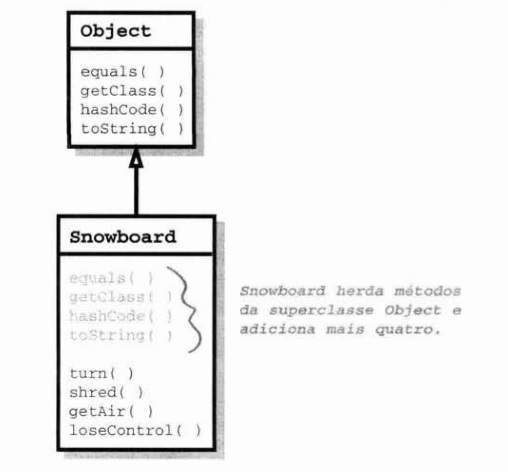 Object
equals( )
getClass( )
hashCode( )
toString( )
Snowboard
equals( )
getClass( )
hashCode( )
toString( )
turn( )
shred( )
getAir( )
loseControl( )
Snowboard herda métodos
da superclasse Object e
adiciona mais quatro.